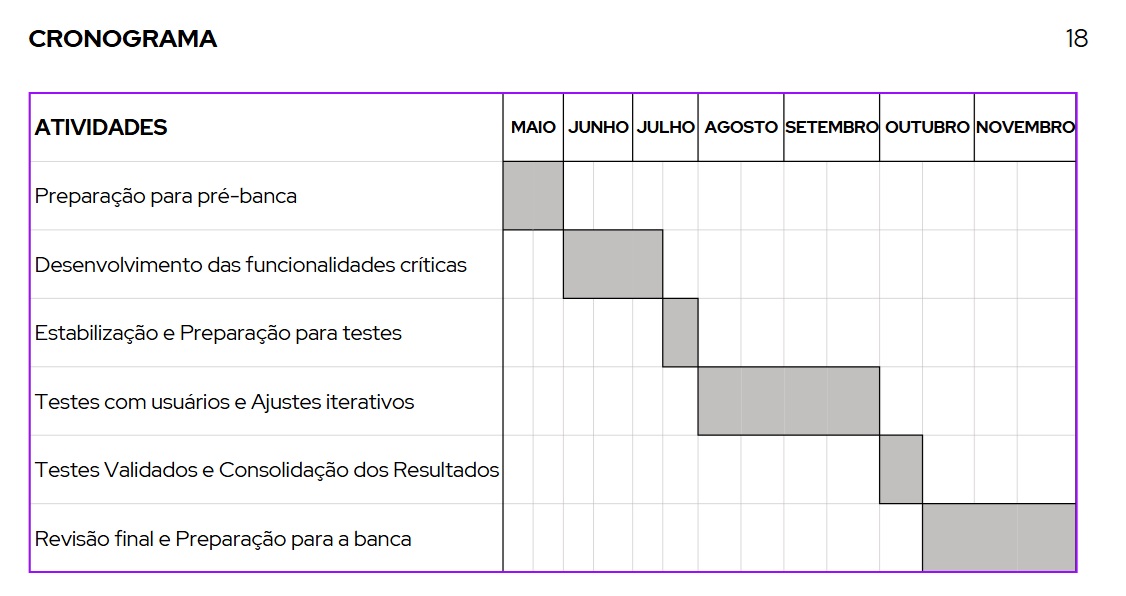 CRONOGRAMA 18
ATIVIDADES MAIO JUNHO JULHO AGOSTO SETEMBRO OUTUBRO NOVEMBRO
Preparação para pré-banca
Desenvolvimento das funcionalidades críticas
Estabilização e Preparação para testes
Testes com usuários e Ajustes iterativos
Testes Validados e Consolidação dos Resultados
Revisão final e Preparação para a banca